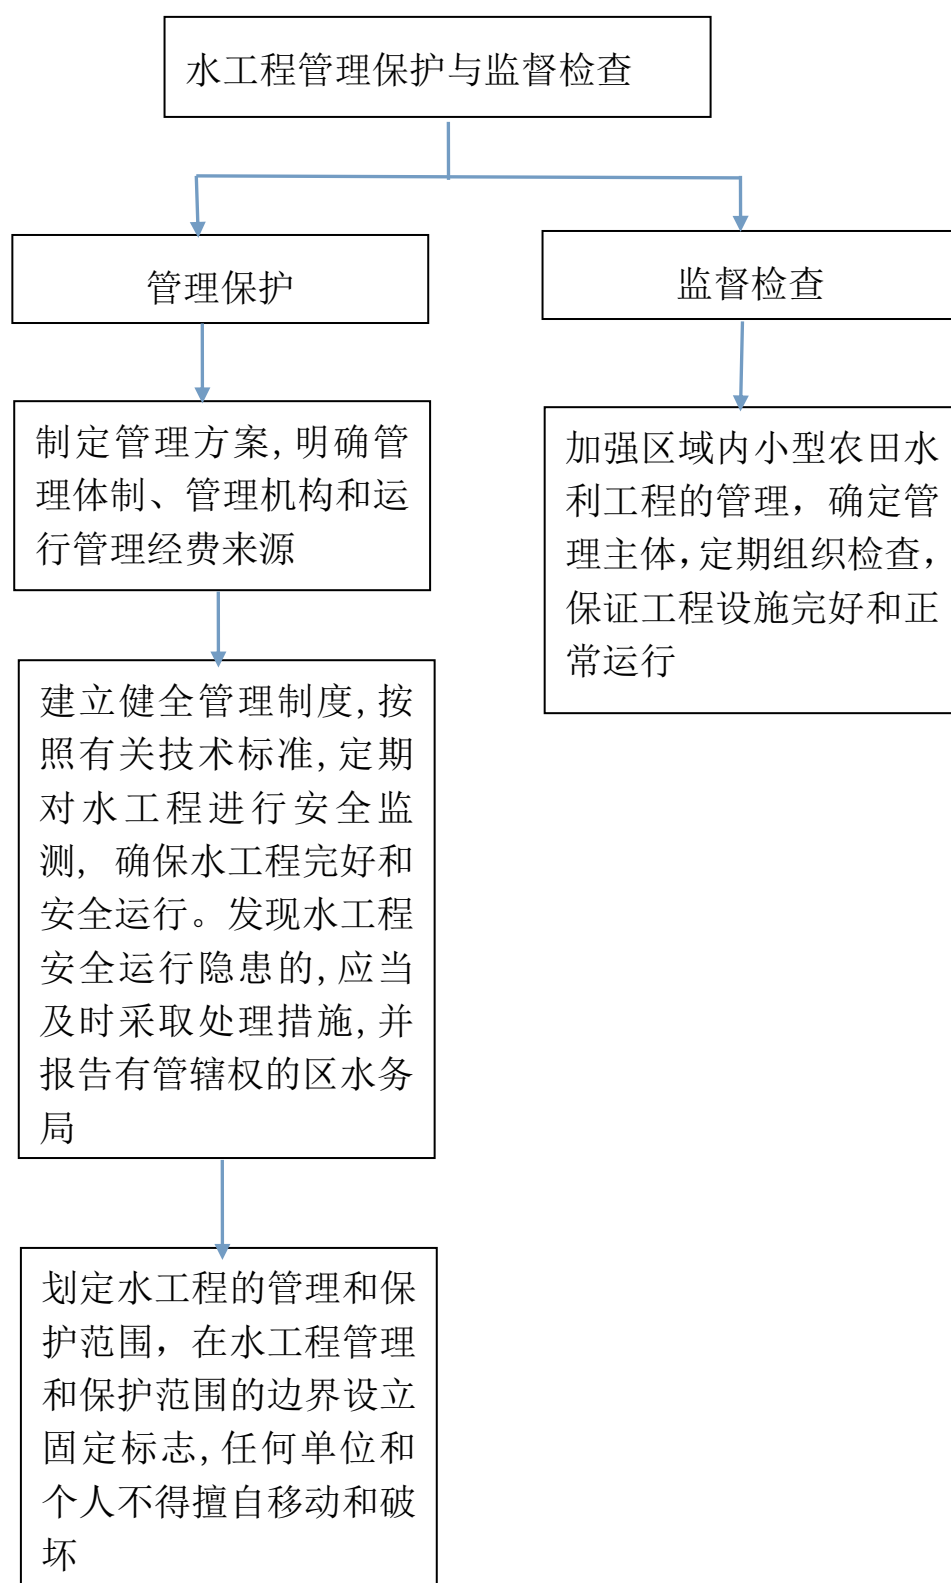 水工程管理保护与监督检查
管理保护
监督检查
制定管理方案,明确管
理体制、管理机构和运
行管理经费来源
加强区域内小型农田水
利工程的管理，确定管
理主体,定期组织检查,
保证工程设施完好和正
常运行
建立健全管理制度,按
照有关技术标准,定期
对水工程进行安全监
测, 确保水工程完好和
安全运行。发现水工程
安全运行隐患的,应当
及时采取处理措施,并
报告有管辖权的区水务
局
划定水工程的管理和保
护范围，在水工程管理
和保护范围的边界设立
固定标志,任何单位和
个人不得擅自移动和破
坏